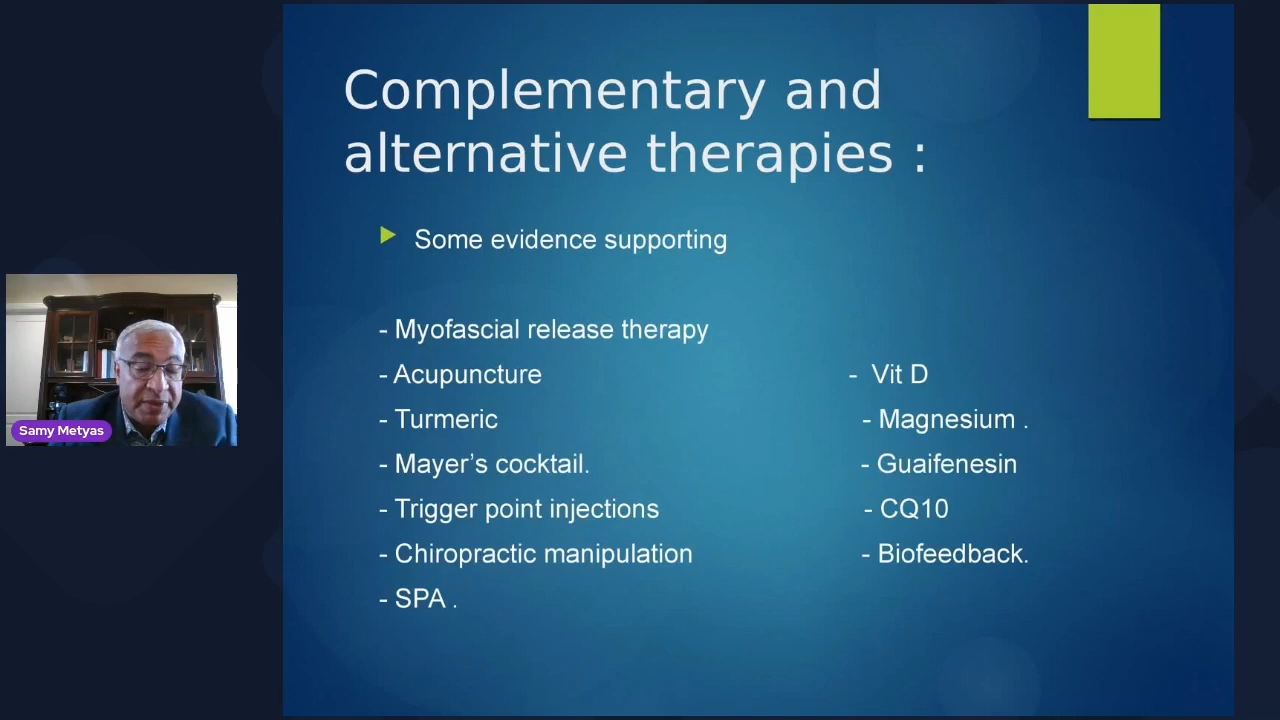 Complementary and
alternative therapies :
Some evidence supporting
- Myofascial release therapy
- Acupuncture
- Turmeric
- Mayer’s cocktail.
- Trigger point injections
- Chiropractic manipulation
- SPA .
- Vit D
- Magnesium .
- Guaifenesin
- CQ10
- Biofeedback.
Samy Metyas